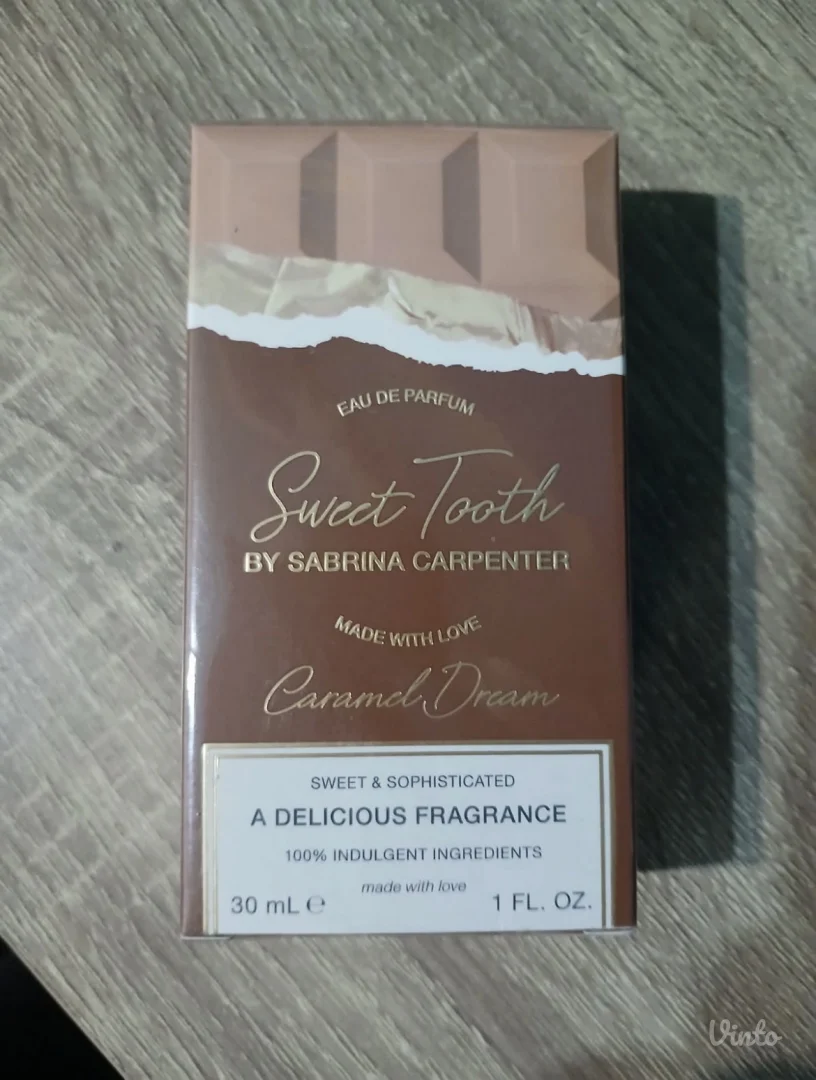 EAU DE PARFUM
Sweet Tooth
BY SABRINA CARPENTER
MADE WITH LOVE
Caramel Dream
SWEET & SOPHISTICATED
A DELICIOUS FRAGRANCE
100% INDULGENT INGREDIENTS
made with love
30 mL ℮ 1 FL. OZ.
Vinto